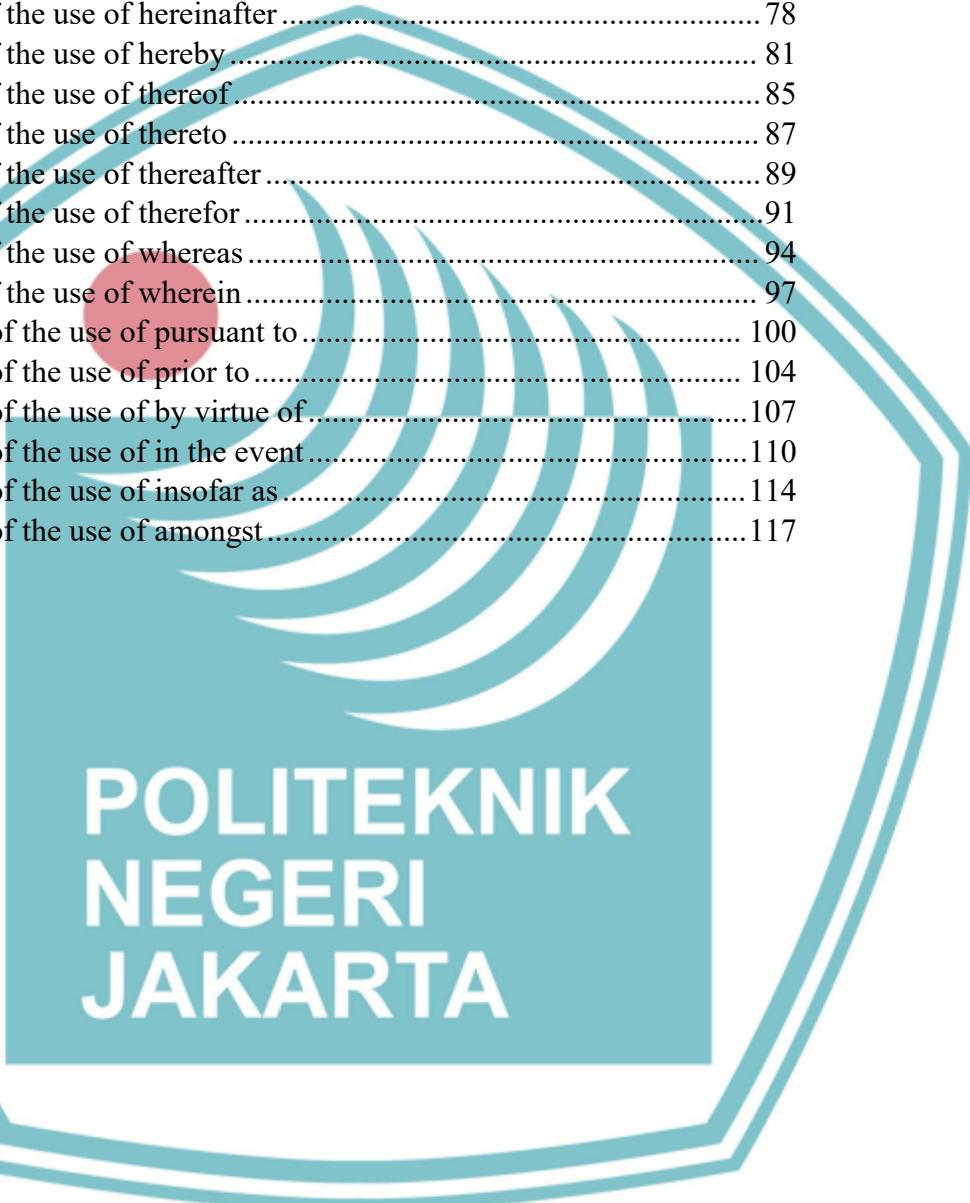 the use of hereinafter ........ 78
the use of hereby ........ 81
the use of thereof ........ 85
the use of thereto ........ 87
the use of thereafter ........ 89
the use of therefor ........ 91
the use of whereas ........ 94
the use of wherein ........ 97
of the use of pursuant to ........ 100
of the use of prior to ........ 104
of the use of by virtue of ........ 107
of the use of in the event ........ 110
of the use of insofar as ........ 114
of the use of amongst ........ 117
POLITEKNIK
NEGERI
JAKARTA